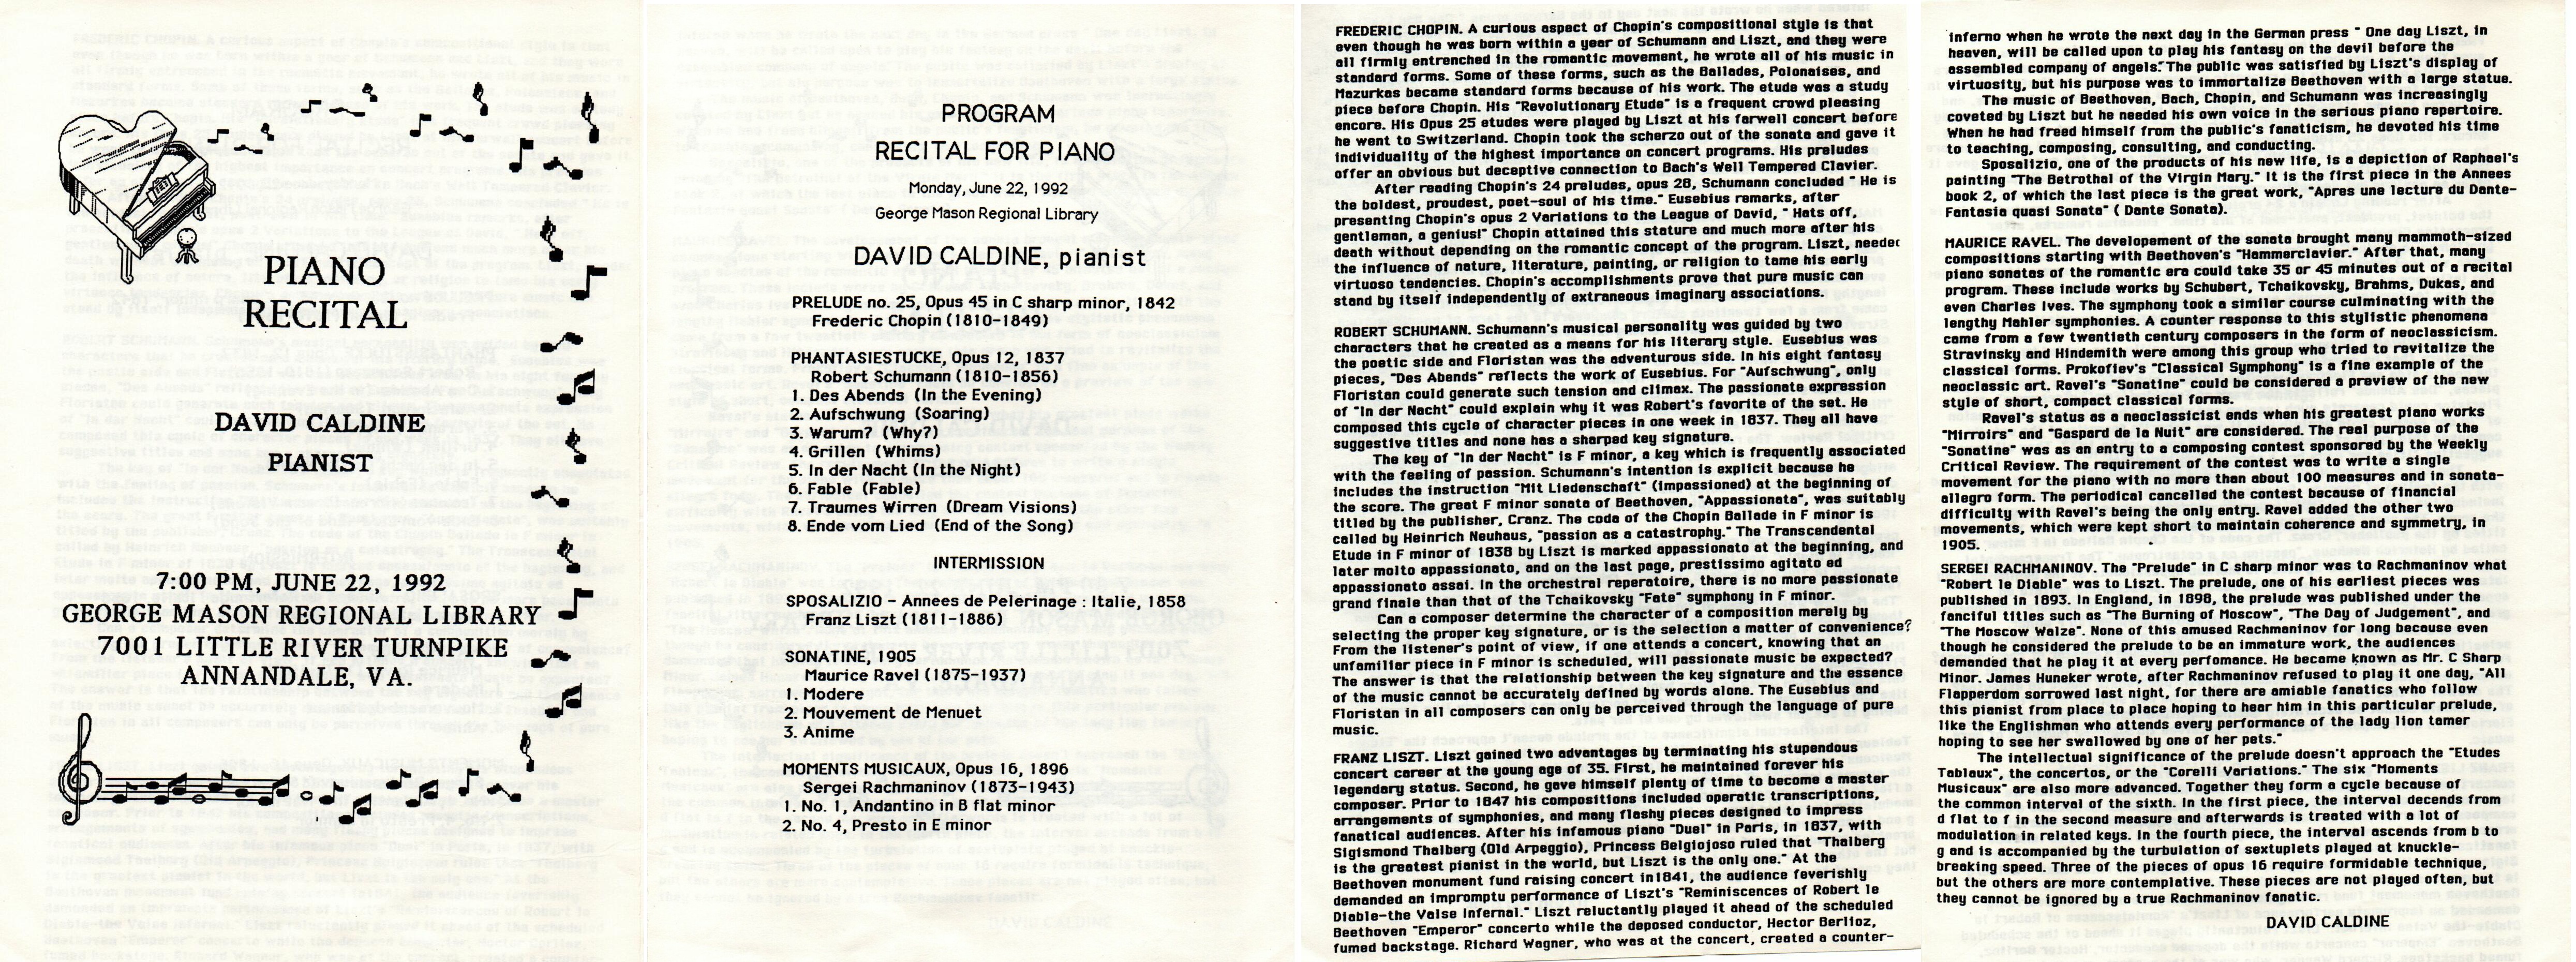 PIANO
RECITAL
DAVID CALDINE
PIANIST
7:00 PM, JUNE 22, 1992
GEORGE MASON REGIONAL LIBRARY
7001 LITTLE RIVER TURNPIKE
ANNANDALE, VA.
PROGRAM
RECITAL FOR PIANO
Monday, June 22, 1992
George Mason Regional Library
DAVID CALDINE, pianist
PRELUDE no. 25, Opus 45 in C sharp minor, 1842
Frederic Chopin (1810-1849)
PHANTASIESTUCKE, Opus 12, 1837
Robert Schumann (1810-1856)
1. Des Abends (In the Evening)
2. Aufschwung (Soaring)
3. Warum? (Why?)
4. Grillen (Whims)
5. In der Nacht (In the Night)
6. Fable (Fable)
7. Traumes Wirren (Dream Visions)
8. Ende vom Lied (End of the Song)
INTERMISSION
SPOSALIZIO - Annees de Pelerinage : Italie, 1858
Franz Liszt (1811-1886)
SONATINE, 1905
Maurice Ravel (1875-1937)
1. Modere
2. Mouvement de Menuet
3. Anime
MOMENTS MUSICAUX, Opus 16, 1896
Sergei Rachmaninov (1873-1943)
1. No. 1, Andantino in B flat minor
2. No. 4, Presto in E minor
FREDERIC CHOPIN. A curious aspect of Chopin's compositional style is that
even though he was born within a year of Schumann and Liszt, and they were
all firmly entrenched in the romantic movement, he wrote all of his music in
standard forms. Some of these forms, such as the Ballades, Polonaises, and
Mazurkas became standard forms because of his work. The etude was a study
piece before Chopin. His "Revolutionary Etude" is a frequent crowd pleasing
encore. His Opus 25 etudes were played by Liszt at his farwell concert before
he went to Switzerland. Chopin took the scherzo out of the sonata and gave it
individuality of the highest importance on concert programs. His preludes
offer an obvious but deceptive connection to Bach's Well Tempered Clavier.
After reading Chopin's 24 preludes, opus 28, Schumann concluded " He is
the boldest, proudest, poet-soul of his time." Eusebius remarks, after
presenting Chopin's opus 2 Variations to the League of David, " Hats off,
gentleman, a genius!" Chopin attained this stature and much more after his
death without depending on the romantic concept of the program. Liszt, needed
the influence of nature, literature, painting, or religion to tame his early
virtuoso tendencies. Chopin's accomplishments prove that pure music can
stand by itself independently of extraneous imaginary associations.
ROBERT SCHUMANN. Schumann's musical personality was guided by two
characters that he created as a means for his literary style. Eusebius was
the poetic side and Floristan was the adventurous side. In his eight fantasy
pieces, "Des Abends" reflects the work of Eusebius. For "Aufschwung", only
Floristan could generate such tension and climax. The passionate expression
of "In der Nacht" could explain why it was Robert's favorite of the set. He
composed this cycle of character pieces in one week in 1837. They all have
suggestive titles and none has a sharped key signature.
The key of "In der Nacht" is F minor, a key which is frequently associated
with the feeling of passion. Schumann's intention is explicit because he
includes the instruction "Mit Liedenschaft" (impassioned) at the beginning of
the score. The great F minor sonata of Beethoven, "Appassionata", was suitably
titled by the publisher, Cranz. The coda of the Chopin Ballade in F minor is
called by Heinrich Neuhaus, "passion as a catastrophy." The Transcendental
Etude in F minor of 1838 by Liszt is marked appassionato at the beginning, and
later molto appassionato, and on the last page, prestissimo agitato ed
appassionato assai. In the orchestral reperatoire, there is no more passionate
grand finale than that of the Tchaikovsky "Fate" symphony in F minor.
Can a composer determine the character of a composition merely by
selecting the proper key signature, or is the selection a matter of convenience?
From the listener's point of view, if one attends a concert, knowing that an
unfamiliar piece in F minor is scheduled, will passionate music be expected?
The answer is that the relationship between the key signature and the essence
of the music cannot be accurately defined by words alone. The Eusebius and
Floristan in all composers can only be perceived through the language of pure
music.
FRANZ LISZT. Liszt gained two advantages by terminating his stupendous
concert career at the young age of 35. First, he maintained forever his
legendary status. Second, he gave himself plenty of time to become a master
composer. Prior to 1847 his compositions included operatic transcriptions,
arrangements of symphonies, and many flashy pieces designed to impress
fanatical audiences. After his infamous piano "Duel" in Paris, in 1837, with
Sigismond Thalberg (Old Arpeggio), Princess Belgiojoso ruled that "Thalberg
is the greatest pianist in the world, but Liszt is the only one." At the
Beethoven monument fund raising concert in1841, the audience feverishly
demanded an impromptu performance of Liszt's "Reminiscences of Robert le
Diable-the Valse Infernal." Liszt reluctantly played it ahead of the scheduled
Beethoven "Emperor" concerto while the deposed conductor, Hector Berlioz,
fumed backstage. Richard Wagner, who was at the concert, created a counter-
inferno when he wrote the next day in the German press " One day Liszt, in
heaven, will be called upon to play his fantasy on the devil before the
assembled company of angels." The public was satisfied by Liszt's display of
virtuosity, but his purpose was to immortalize Beethoven with a large statue.
The music of Beethoven, Bach, Chopin, and Schumann was increasingly
coveted by Liszt but he needed his own voice in the serious piano repertoire.
When he had freed himself from the public's fanaticism, he devoted his time
to teaching, composing, consulting, and conducting.
Sposalizio, one of the products of his new life, is a depiction of Raphael's
painting "The Betrothal of the Virgin Mary." It is the first piece in the Annees
book 2, of which the last piece is the great work, "Apres une lecture du Dante-
Fantasia quasi Sonata" ( Dante Sonata).
MAURICE RAVEL. The developement of the sonata brought many mammoth-sized
compositions starting with Beethoven's "Hammerclavier." After that, many
piano sonatas of the romantic era could take 35 or 45 minutes out of a recital
program. These include works by Schubert, Tchaikovsky, Brahms, Dukas, and
even Charles Ives. The symphony took a similar course culminating with the
lengthy Mahler symphonies. A counter response to this stylistic phenomena
came from a few twentieth century composers in the form of neoclassicism.
Stravinsky and Hindemith were among this group who tried to revitalize the
classical forms. Prokofiev's "Classical Symphony" is a fine example of the
neoclassic art. Ravel's "Sonatine" could be considered a preview of the new
style of short, compact classical forms.
Ravel's status as a neoclassicist ends when his greatest piano works
"Mirroirs" and "Gaspard de la Nuit" are considered. The real purpose of the
"Sonatine" was as an entry to a composing contest sponsored by the Weekly
Critical Review. The requirement of the contest was to write a single
movement for the piano with no more than about 100 measures and in sonata-
allegro form. The periodical cancelled the contest because of financial
difficulty with Ravel's being the only entry. Ravel added the other two
movements, which were kept short to maintain coherence and symmetry, in
1905.
SERGEI RACHMANINOV. The "Prelude" in C sharp minor was to Rachmaninov what
"Robert le Diable" was to Liszt. The prelude, one of his earliest pieces was
published in 1893. In England, in 1898, the prelude was published under the
fanciful titles such as "The Burning of Moscow", "The Day of Judgement", and
"The Moscow Walze". None of this amused Rachmaninov for long because even
though he considered the prelude to be an immature work, the audiences
demanded that he play it at every perfomance. He became known as Mr. C Sharp
Minor. James Huneker wrote, after Rachmaninov refused to play it one day, "All
Flapperdom sorrowed last night, for there are amiable fanatics who follow
this pianist from place to place hoping to hear him in this particular prelude,
like the Englishman who attends every performance of the lady lion tamer
hoping to see her swallowed by one of her pets."
The intellectual significance of the prelude doesn't approach the "Etudes
Tablaux", the concertos, or the "Corelli Variations." The six "Moments
Musicaux" are also more advanced. Together they form a cycle because of
the common interval of the sixth. In the first piece, the interval decends from
d flat to f in the second measure and afterwards is treated with a lot of
modulation in related keys. In the fourth piece, the interval ascends from b to
g and is accompanied by the turbulation of sextuplets played at knuckle-
breaking speed. Three of the pieces of opus 16 require formidable technique,
but the others are more contemplative. These pieces are not played often, but
they cannot be ignored by a true Rachmaninov fanatic.
DAVID CALDINE